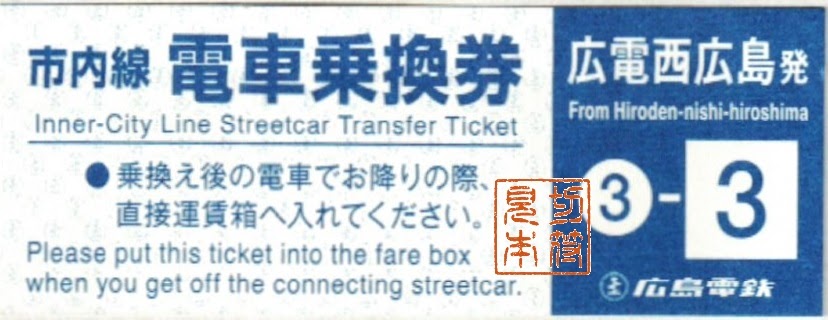 市内線 電車乗換券
Inner-City Line Streetcar Transfer Ticket
●乗換え後の電車でお降りの際、
直接運賃箱へ入れてください。
Please put this ticket into the fare box
when you get off the connecting streetcar.
広電西広島発
From Hiroden-nishi-hiroshima
3-3
広島電鉄
見本